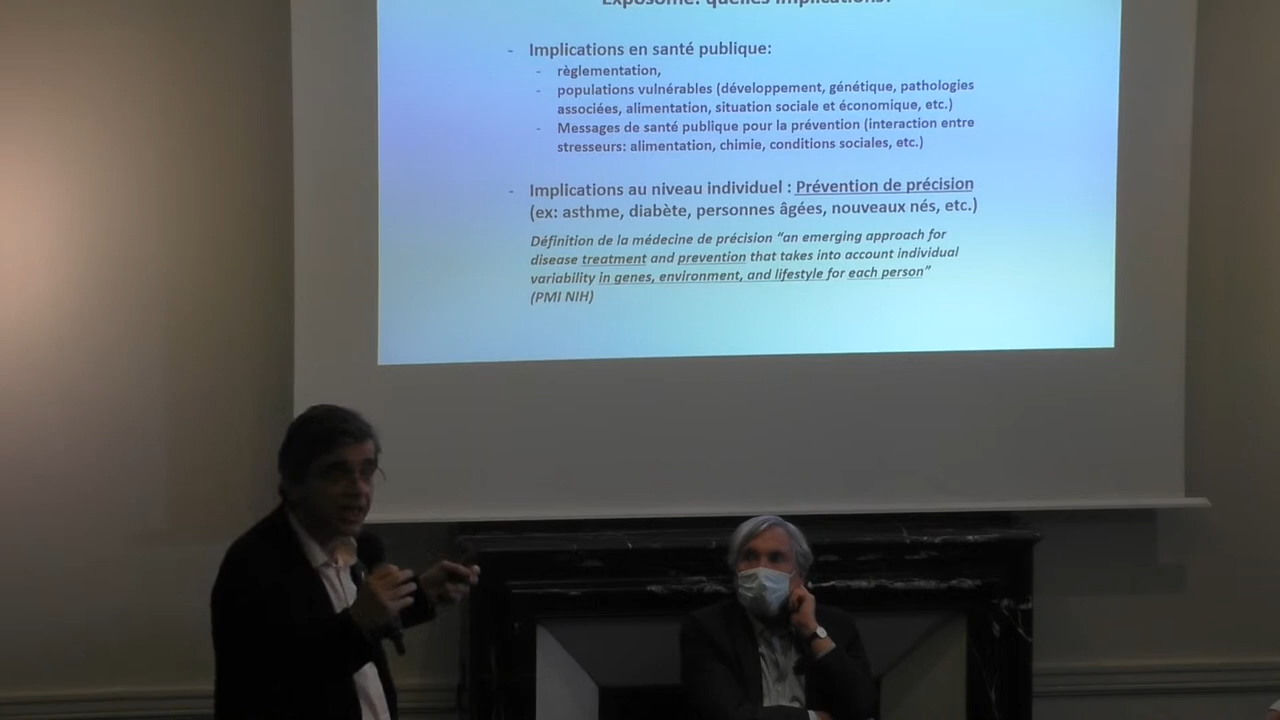 Exposome: quelles implications?
- Implications en santé publique:
- règlementation,
- populations vulnérables (développement, génétique, pathologies
associées, alimentation, situation sociale et économique, etc.)
- Messages de santé publique pour la prévention (interaction entre
stresseurs: alimentation, chimie, conditions sociales, etc.)
- Implications au niveau individuel : Prévention de précision
(ex: asthme, diabète, personnes âgées, nouveaux nés, etc.)
Définition de la médecine de précision “an emerging approach for
disease treatment and prevention that takes into account individual
variability in genes, environment, and lifestyle for each person”
(PMI NIH)